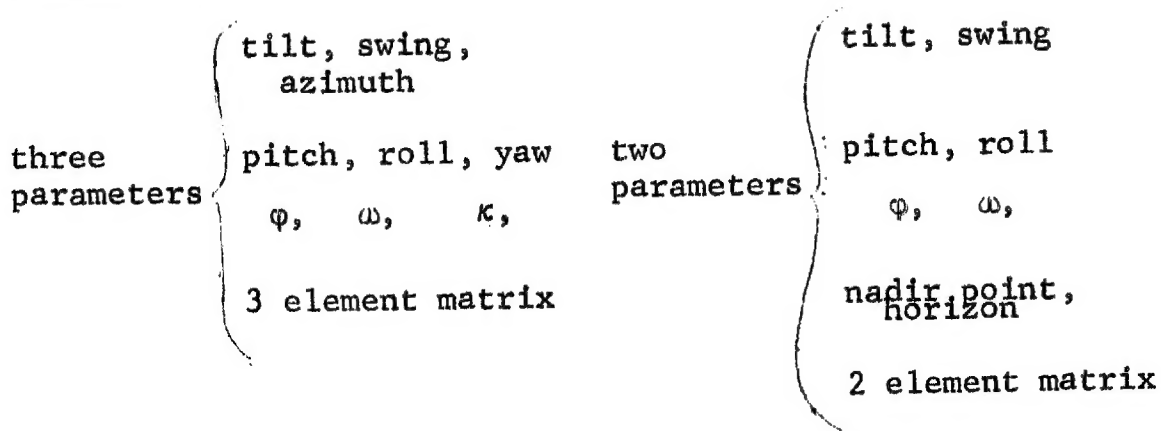 tilt, swing,
azimuth
three
parameters
pitch, roll, yaw
φ, ω, κ,
3 element matrix
tilt, swing
two
parameters
pitch, roll
φ, ω,
nadir point,
horizon
2 element matrix